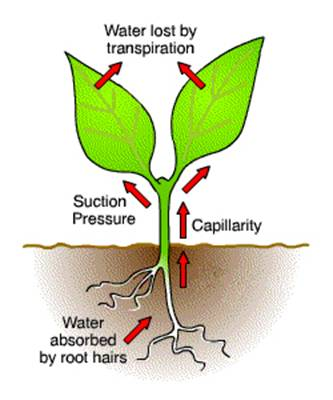 Water lost by
transpiration
Suction
Pressure
Capillarity
Water
absorbed
by root hairs